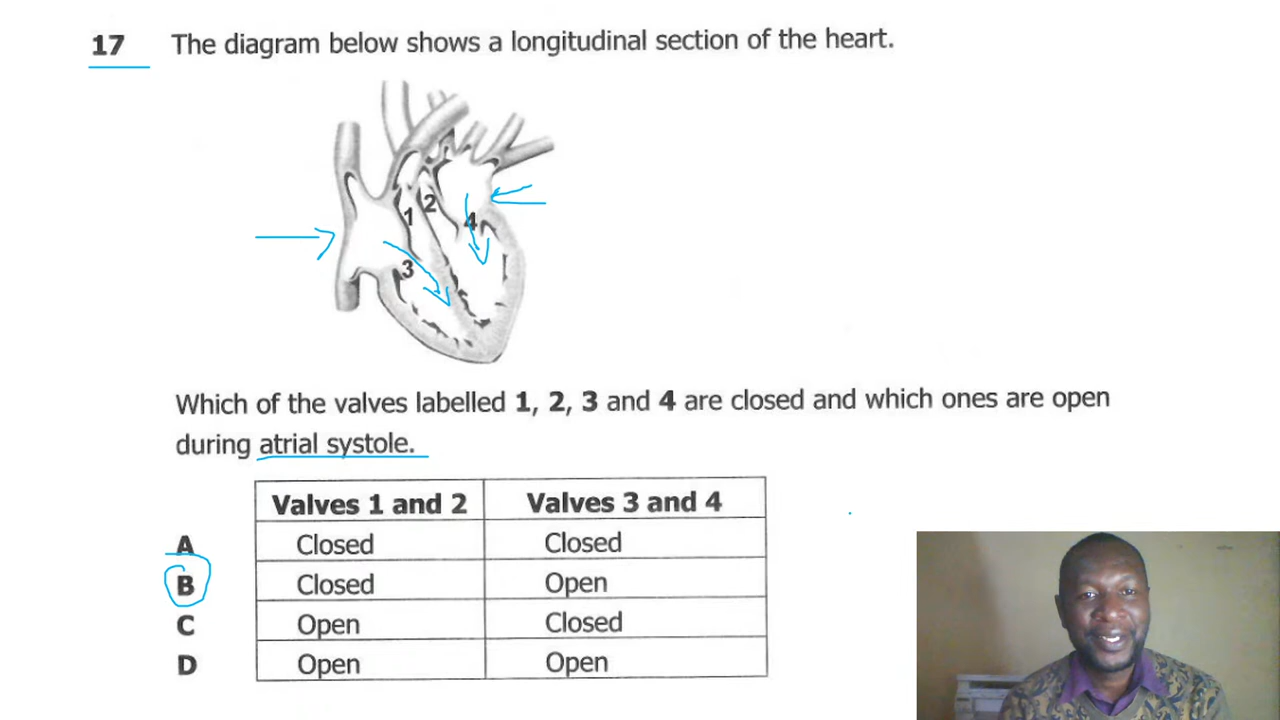 17 The diagram below shows a longitudinal section of the heart.
1
2
4
3
Which of the valves labelled 1, 2, 3 and 4 are closed and which ones are open
during atrial systole.
Valves 1 and 2 Valves 3 and 4
A Closed Closed
B Closed Open
C Open Closed
D Open Open